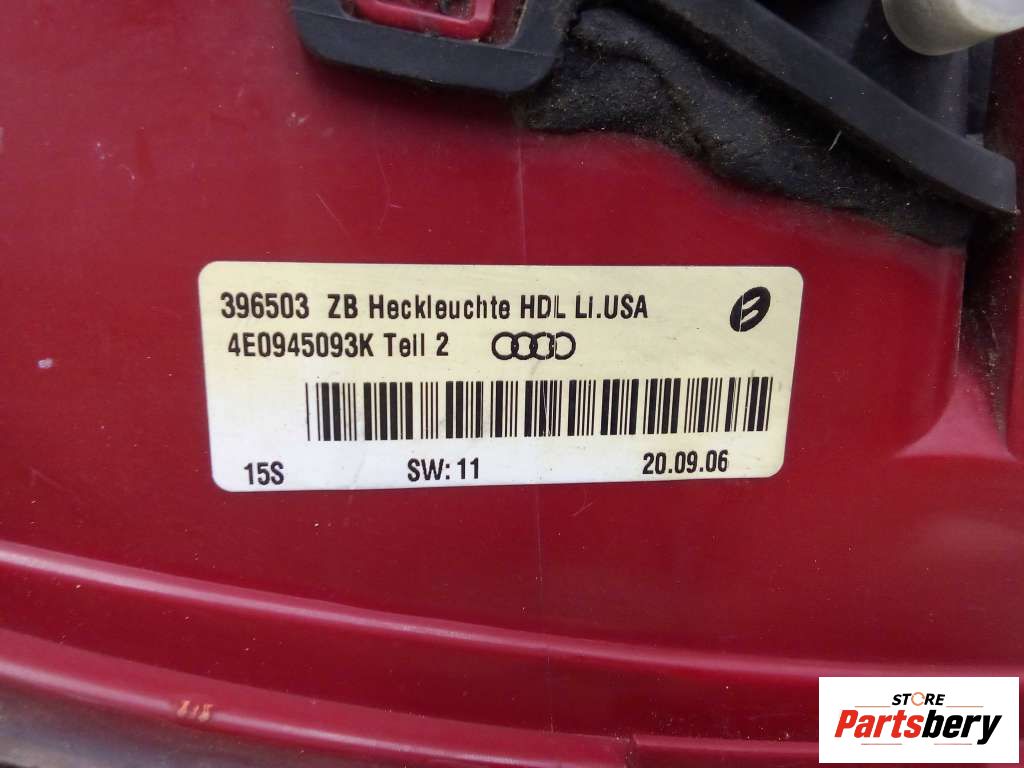 396503 ZB Heckleuchte HDL Li.USA
4E0945093K Teil 2
15S SW: 11 20.09.06
STORE
Partsbery